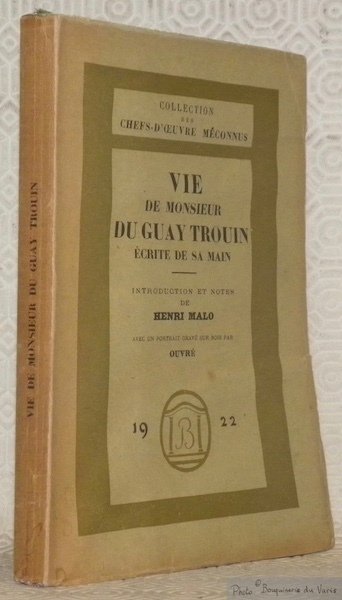 COLLECTION
DES
CHEFS-D'ŒUVRE MÉCONNUS
VIE
DE MONSIEUR
DU GUAY TROUIN
ÉCRITE DE SA MAIN
INTRODUCTION ET NOTES
DE
HENRI MALO
AVEC UN PORTRAIT GRAVÉ SUR BOIS PAR
OUVRÉ
19 B 22
VIE DE MONSIEUR DU GUAY TROUIN
Photo © Bouquinerie du Varis